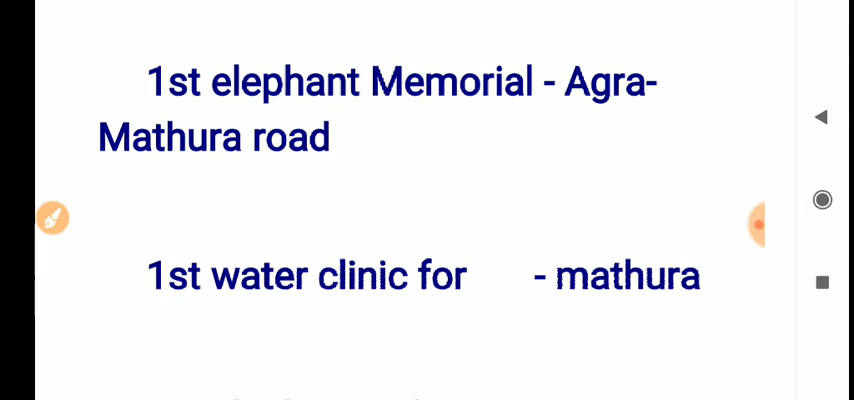 1st elephant Memorial - Agra-
Mathura road
1st water clinic for - mathura